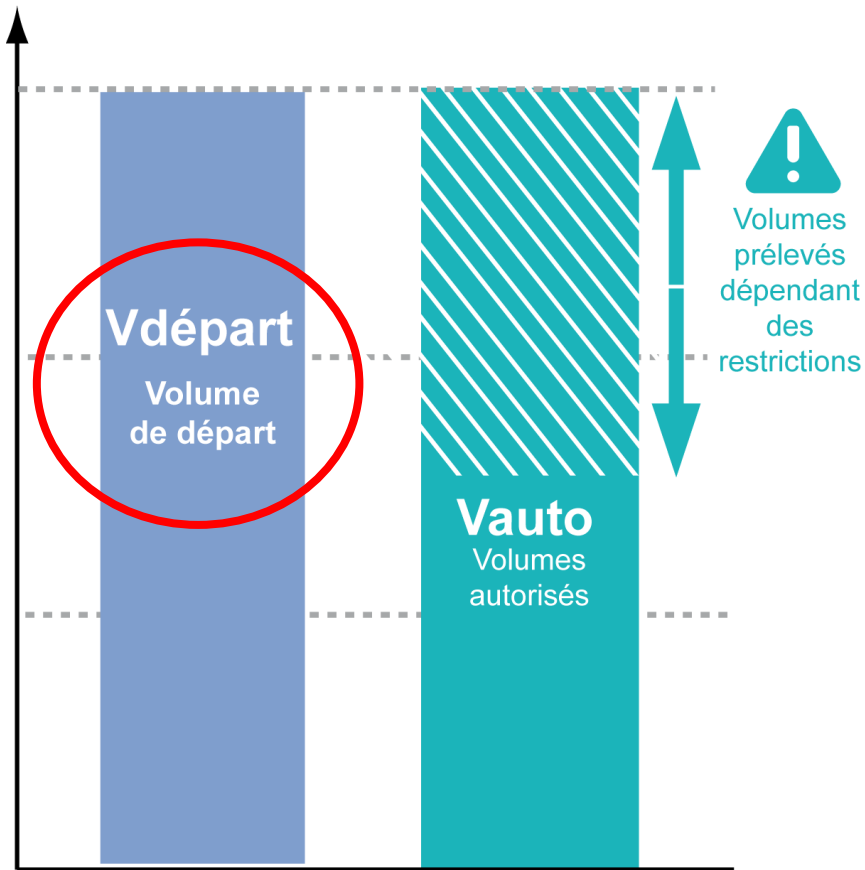 Vdépart
Volume
de départ
Vauto
Volumes
autorisés
Volumes
prélevés
dépendant
des
restrictions